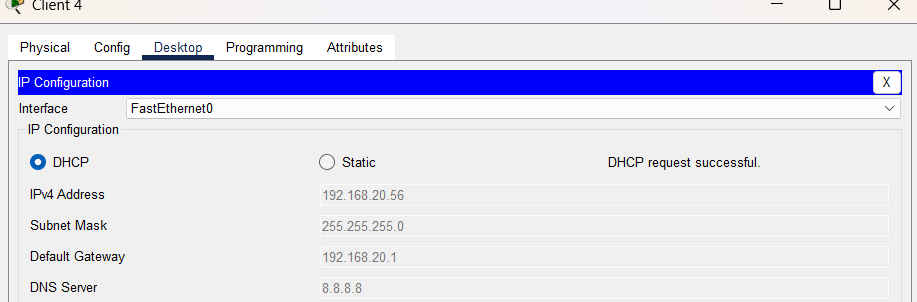 Client 4
Physical Config Desktop Programming Attributes
IP Configuration X
Interface FastEthernet0
IP Configuration
DHCP Static DHCP request successful.
IPv4 Address 192.168.20.56
Subnet Mask 255.255.255.0
Default Gateway 192.168.20.1
DNS Server 8.8.8.8